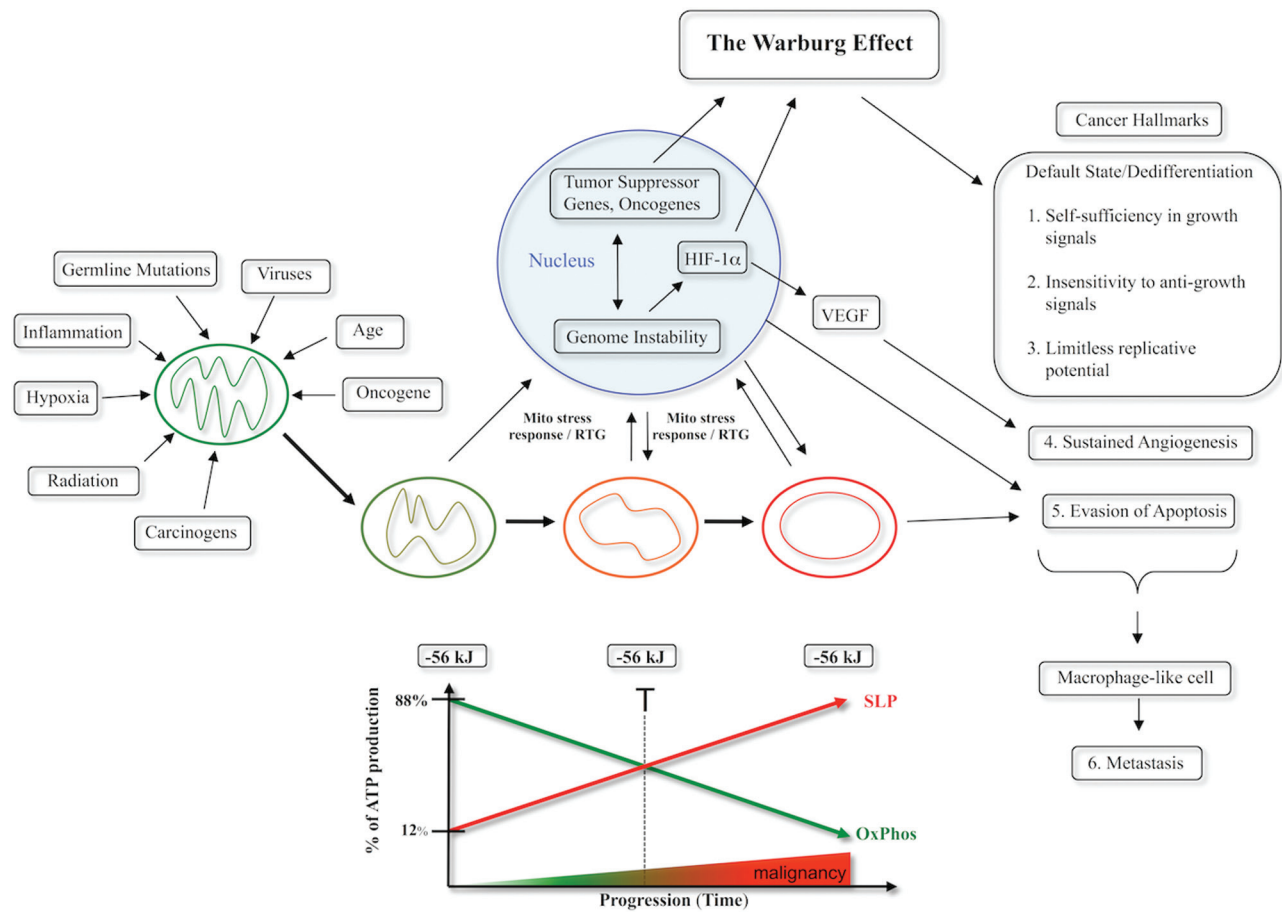 The Warburg Effect
Cancer Hallmarks
Default State/Dedifferentiation
1. Self-sufficiency in growth
signals
2. Insensitivity to anti-growth
signals
3. Limitless replicative
potential
Tumor Suppressor
Genes, Oncogenes
Nucleus
HIF-1α
Genome Instability
VEGF
Germline Mutations
Viruses
Inflammation
Age
Hypoxia
Oncogene
Radiation
Carcinogens
Mito stress
response / RTG
Mito stress
response / RTG
4. Sustained Angiogenesis
5. Evasion of Apoptosis
Macrophage-like cell
6. Metastasis
-56 kJ
-56 kJ
-56 kJ
T
88%
SLP
% of ATP production
12%
OxPhos
malignancy
Progression (Time)